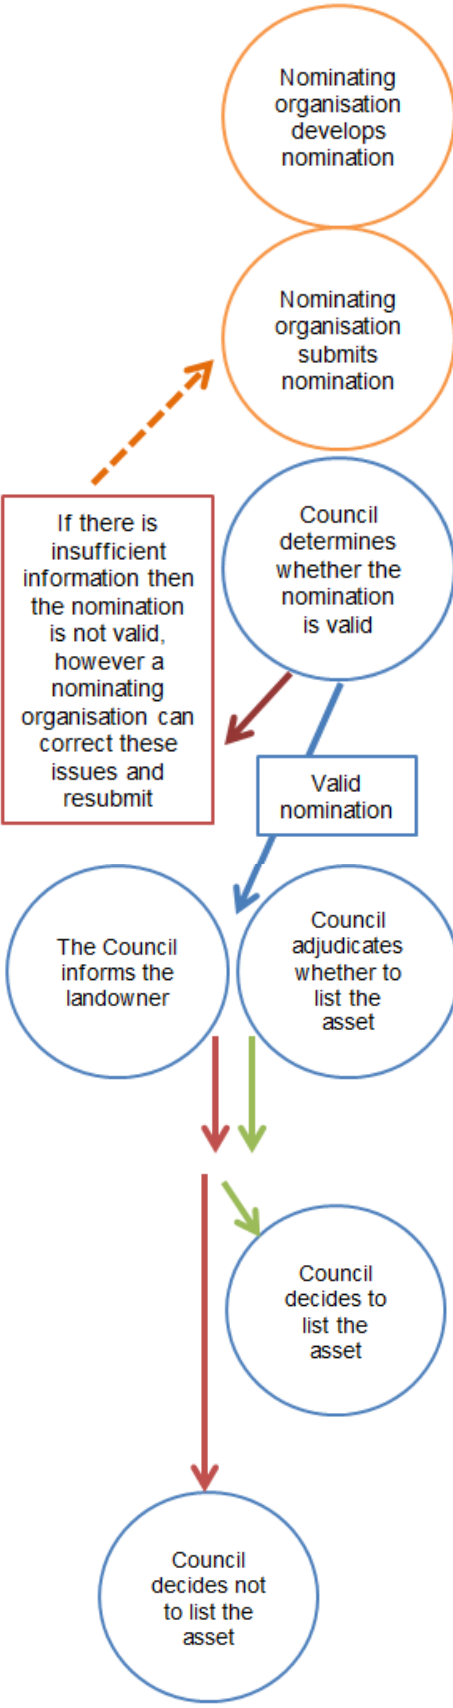 Nominating
organisation
develops
nomination
Nominating
organisation
submits
nomination
If there is
insufficient
information then
the nomination
is not valid,
however a
nominating
organisation can
correct these
issues and
resubmit
Council
determines
whether the
nomination
is valid
Valid
nomination
The Council
informs the
landowner
Council
adjudicates
whether to
list the
asset
Council
decides to
list the
asset
Council
decides not
to list the
asset